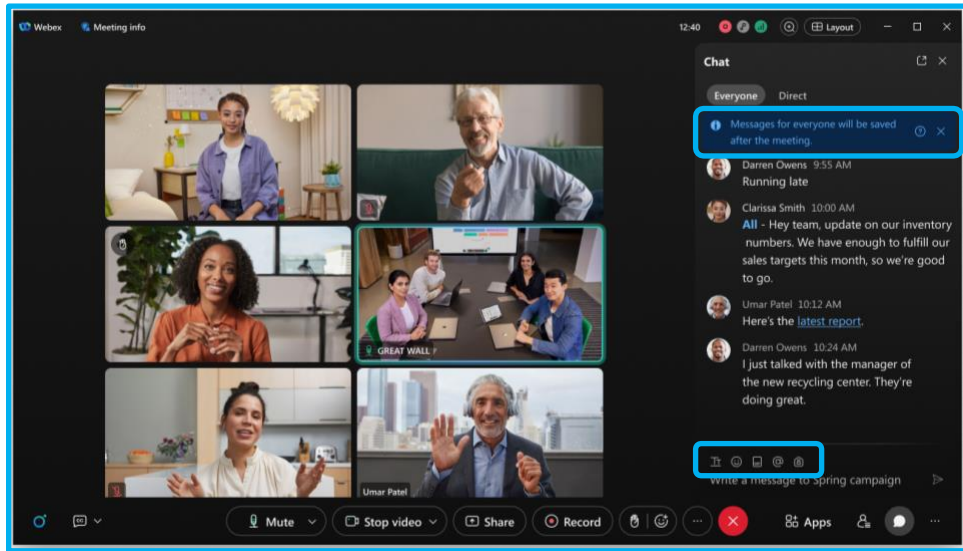 Webex
Meeting info
12:40
Layout
Chat
Everyone
Direct
Messages for everyone will be saved
after the meeting.
Darren Owens 9:55 AM
Running late
Clarissa Smith 10:00 AM
All - Hey team, update on our inventory
numbers. We have enough to fulfill our
sales targets this month, so we're good
to go.
Umar Patel 10:12 AM
Here's the latest report.
Darren Owens 10:24 AM
I just talked with the manager of
the new recycling center. They're
doing great.
GREAT WALL
Umar Patel
Write a message to Spring campaign
Mute
Stop video
Share
Record
Apps